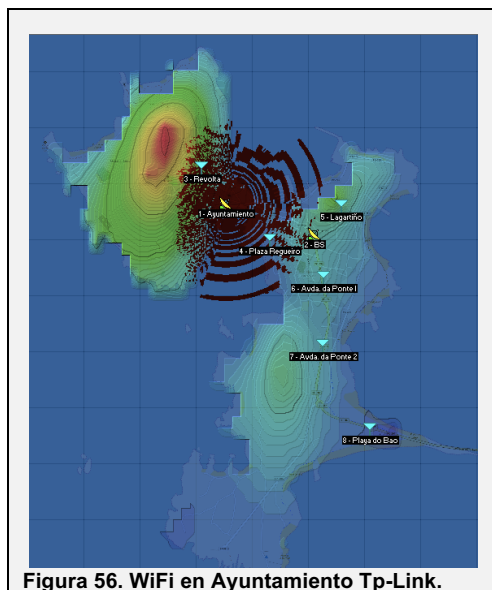 3 - Revolta
1 - Ayuntamiento
5 - Lagartiño
4 - Plaza Regueiro
2 - BS
6 - Avda. da Ponte 1
7 - Avda. da Ponte 2
8 - Playa do Bao
Figura 56. WiFi en Ayuntamiento Tp-Link.